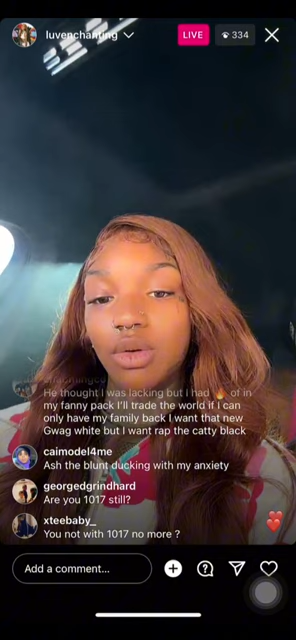 luvenchanting
LIVE
334
He thought I was lacking but I had 🔥 of in
my fanny pack I'll trade the world if I can
only have my family back I want that new
Gwag white but I want rap the catty black
caimodel4me
Ash the blunt ducking with my anxiety
georgedgrindhard
Are you 1017 still?
xteebaby_
You not with 1017 no more ?
Add a comment...